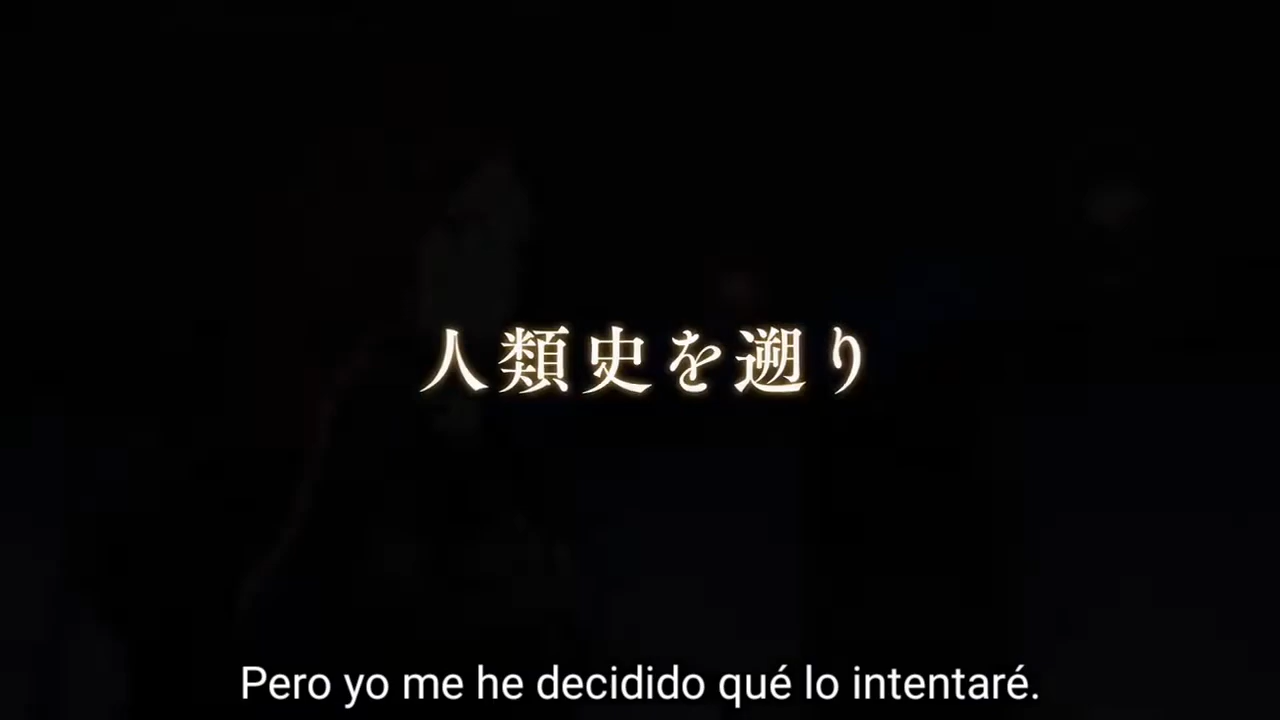 人類史を遡り
Pero yo me he decidido qué lo intentaré.